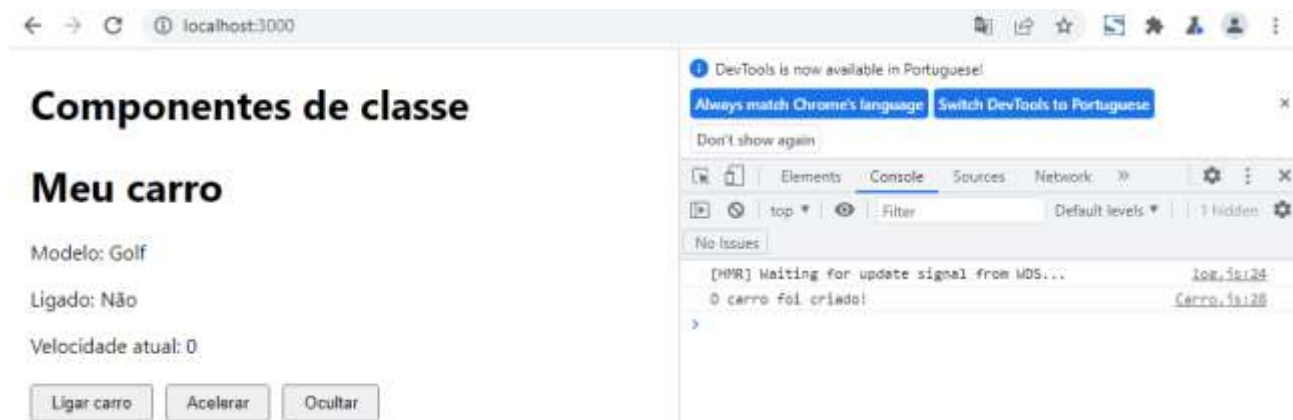 localhost:3000
Componentes de classe
Meu carro
Modelo: Golf
Ligado: Não
Velocidade atual: 0
Ligar carro Acelerar Ocultar
DevTools is now available in Portuguese!
Always match Chrome's language Switch DevTools to Portuguese
Don't show again
Elements Console Sources Network »
top Filter Default levels 1 hidden
No Issues
[HMR] Waiting for update signal from WDS... log.js:24
O carro foi criado! Carro.js:28